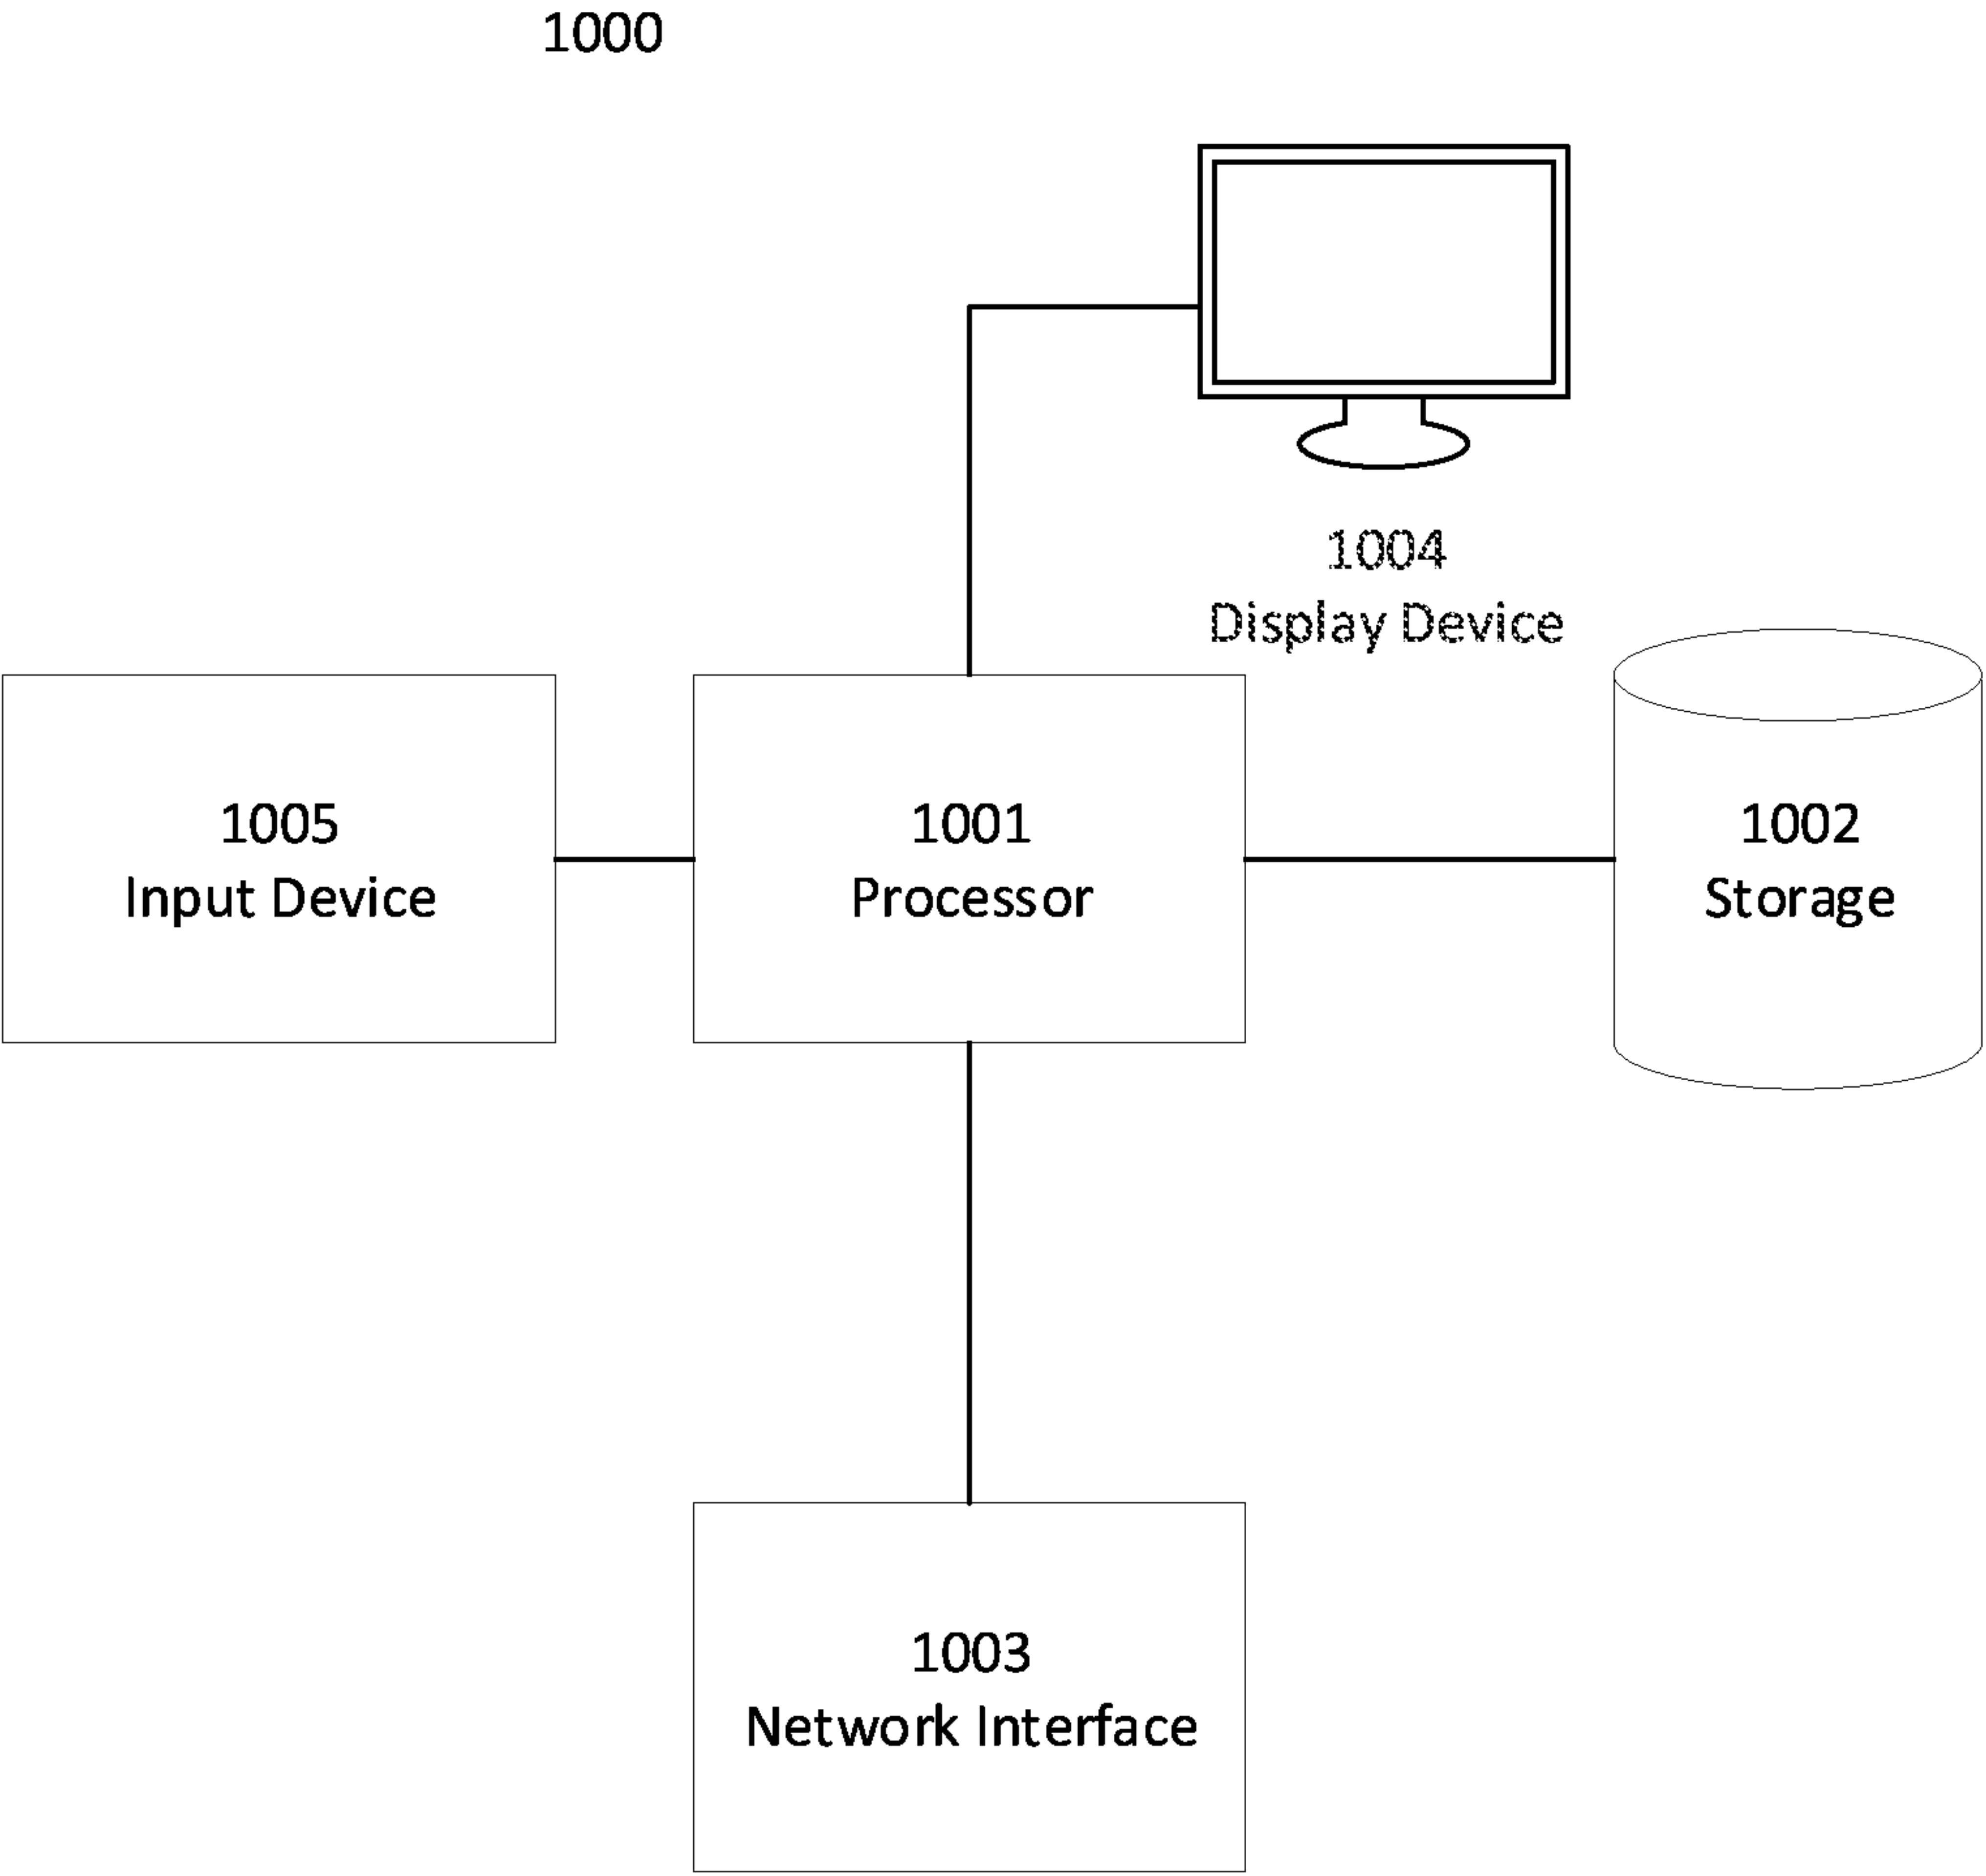 1000
1004
Display Device
1005
Input Device
1001
Processor
1002
Storage
1003
Network Interface